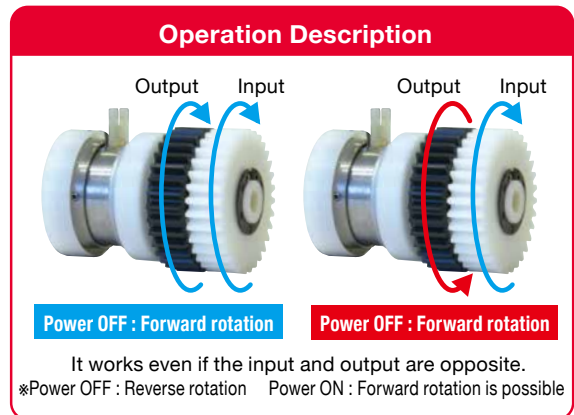 Operation Description
Output Input Output Input
Power OFF : Forward rotation Power OFF : Forward rotation
It works even if the input and output are opposite.
※Power OFF : Reverse rotation Power ON : Forward rotation is possible